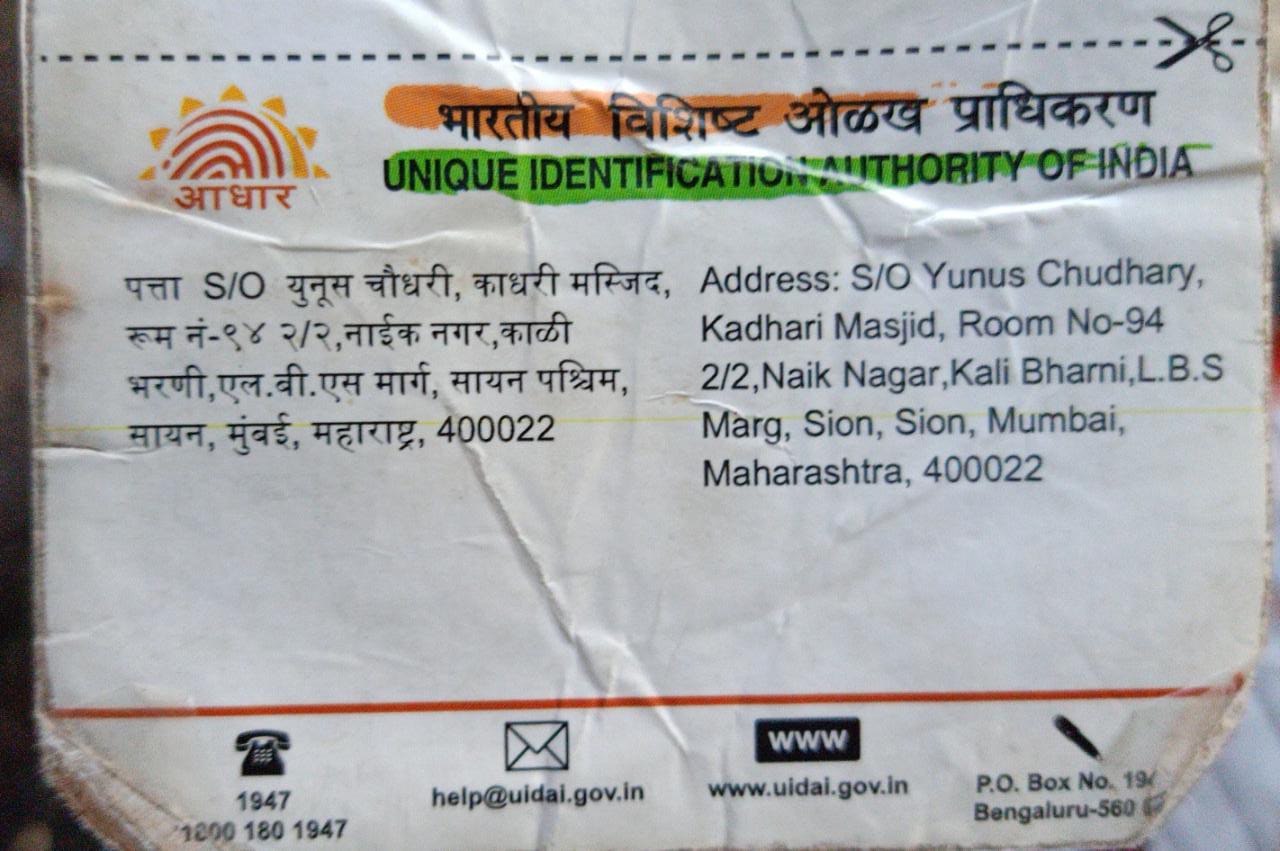 भारतीय विशिष्ट ओळख प्राधिकरण
UNIQUE IDENTIFICATION AUTHORITY OF INDIA
आधार
पत्ता S/O युनूस चौधरी, काधरी मस्जिद,
रूम नं-९४ २/२,नाईक नगर,काळी
भरणी,एल.बी.एस मार्ग, सायन पश्चिम,
सायन, मुंबई, महाराष्ट्र, 400022
Address: S/O Yunus Chudhary,
Kadhari Masjid, Room No-94
2/2,Naik Nagar,Kali Bharni,L.B.S
Marg, Sion, Sion, Mumbai,
Maharashtra, 400022
1947
1800 180 1947
help@uidai.gov.in
www
www.uidai.gov.in
P.O. Box No.
Bengaluru-560